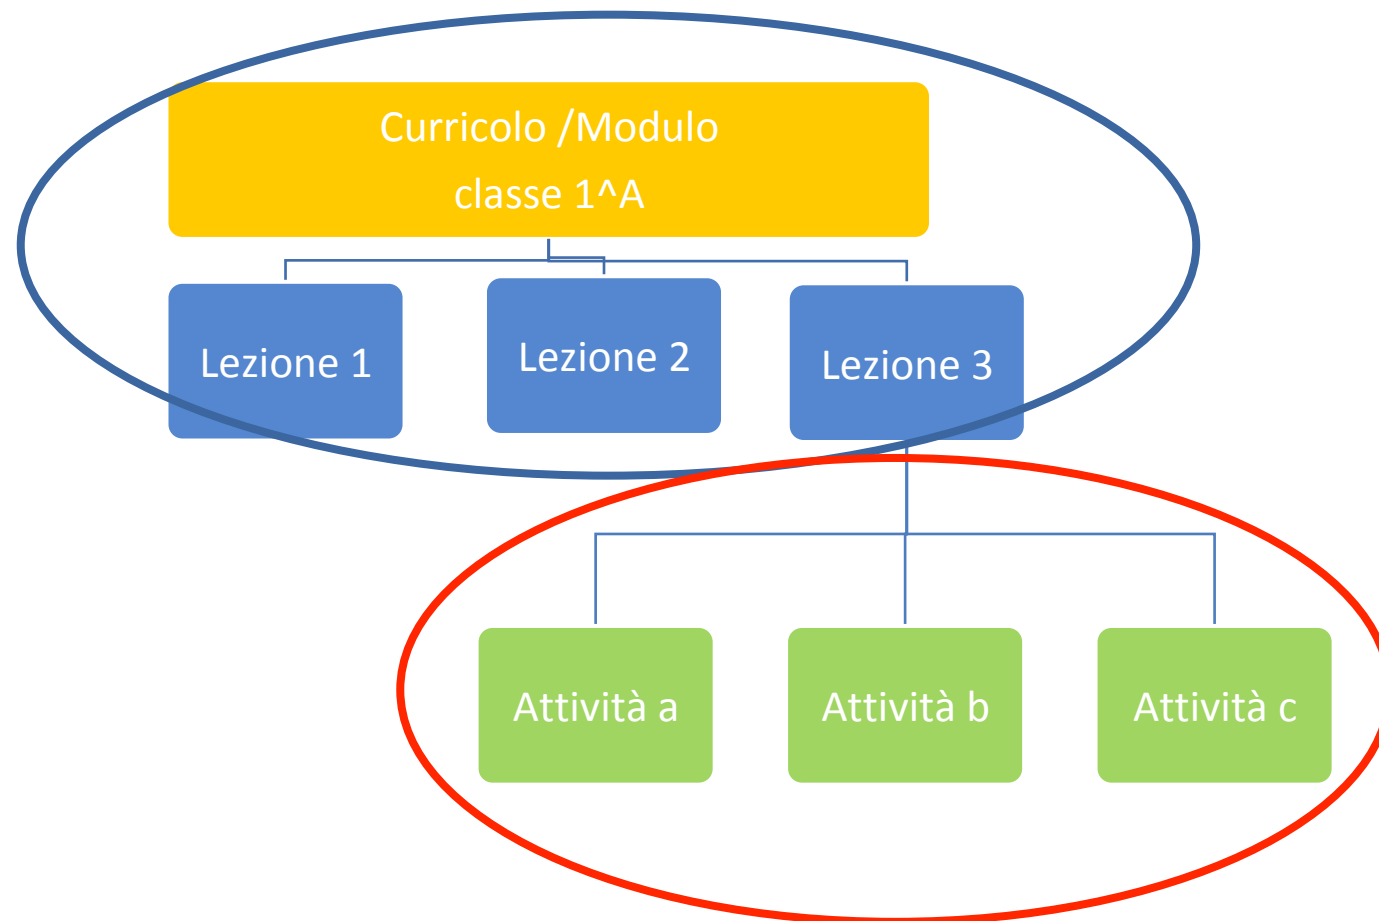 Curricolo /Modulo
classe 1^A
Lezione 1
Lezione 2
Lezione 3
Attività a
Attività b
Attività c